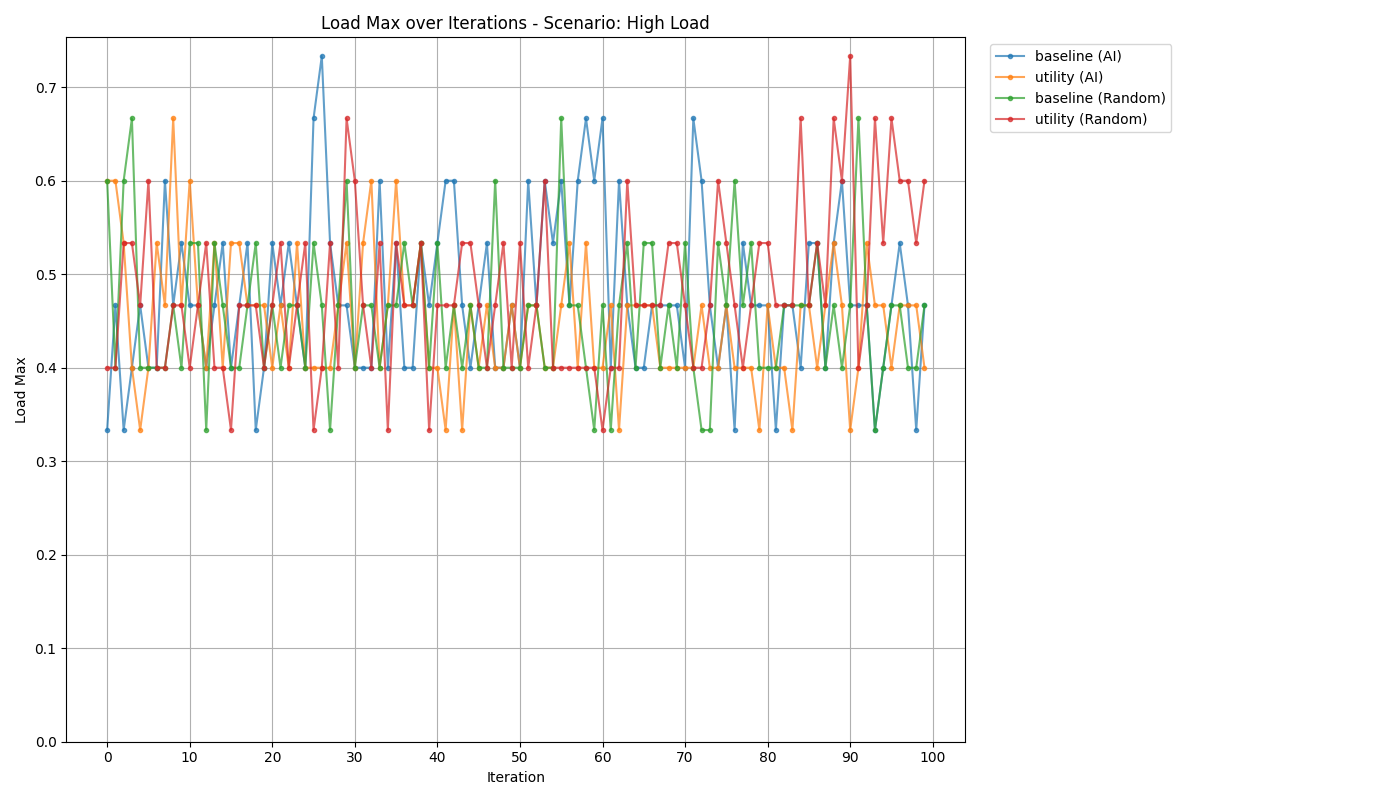 Load Max over Iterations - Scenario: High Load
baseline (AI)
utility (AI)
baseline (Random)
utility (Random)
Load Max
0.7
0.6
0.5
0.4
0.3
0.2
0.1
0.0
0 10 20 30 40 50 60 70 80 90 100
Iteration